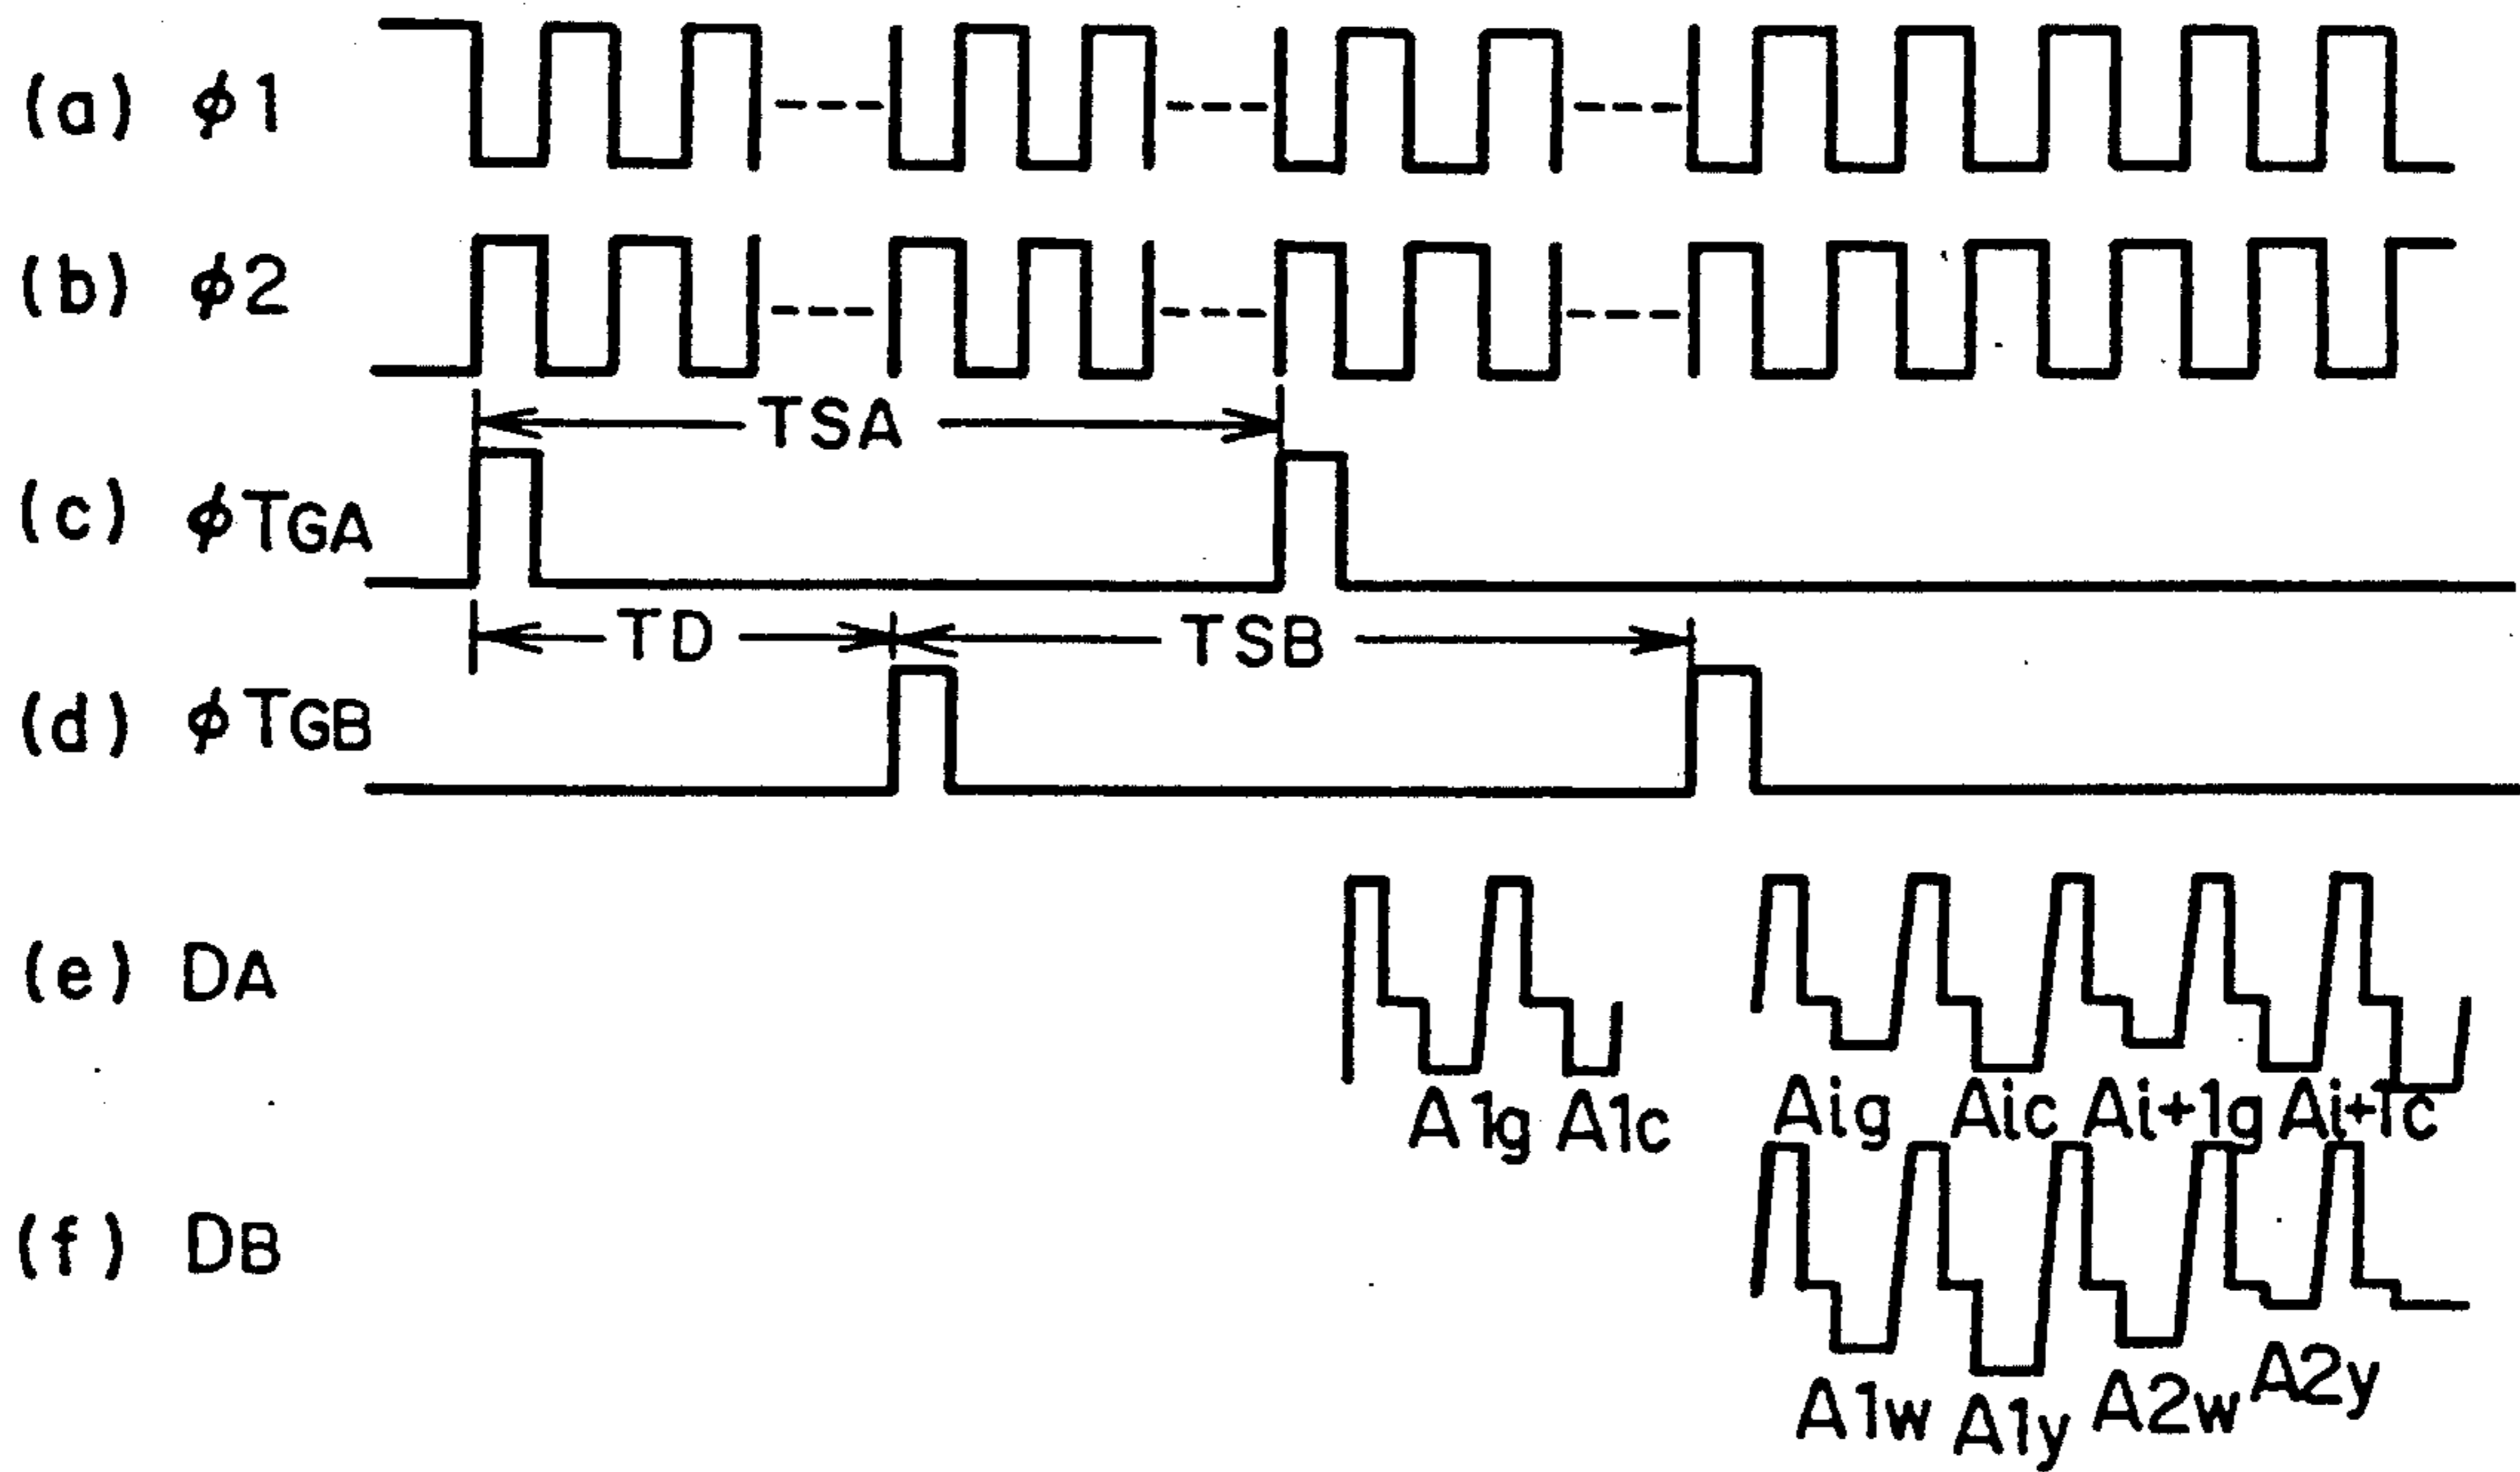 (a) ϕ1
(b) ϕ2
TSA
(c) ϕTGA
TD TSB
(d) ϕTGB
(e) DA
A1g A1c Aig Aic Ai+1g Ai+1c
(f) DB
A1w A1y A2w A2y